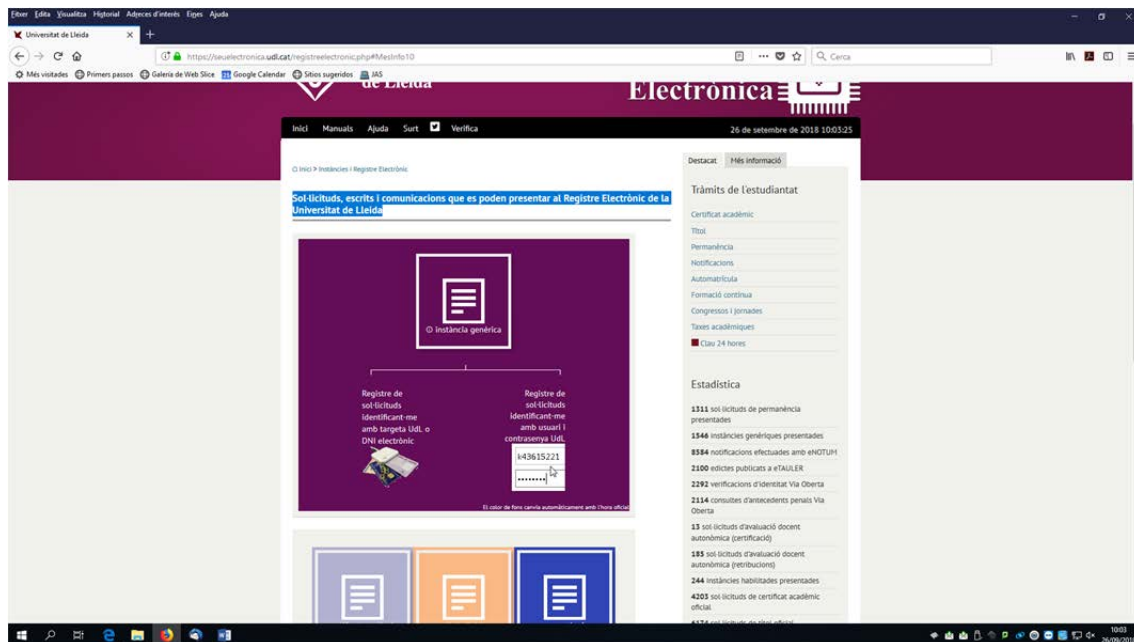 Fitxer Edita Visualitza Historial Adreces d'interès Eines Ajuda
Universitat de Lleida
https://seuelectronica.udl.cat/registreelectronic.php#MesInfo10
Cerca
Més visitades Primers passos Galería de Web Slice Google Calendar Sitios sugeridos JAS
de Lleida
Electrònica
Inici Manuals Ajuda Surt Verifica
26 de setembre de 2018 10:03:25
Inici > Instàncies i Registre Electrònic
Sol·licituds, escrits i comunicacions que es poden presentar al Registre Electrònic de la
Universitat de Lleida
instància genèrica
Registre de
sol·licituds
identificant-me
amb targeta UdL o
DNI electrònic
Registre de
sol·licituds
identificant-me
amb usuari i
contrasenya UdL
k43615221
El color de fons canvia automàticament amb l'hora oficial
Destacat Més informació
Tràmits de l'estudiantat
Certificat acadèmic
Títol
Permanència
Notificacions
Automatrícula
Formació contínua
Congressos i jornades
Taxes acadèmiques
Clau 24 hores
Estadística
1311 sol·licituds de permanència
presentades
1546 instàncies genèriques presentades
8584 notificacions efectuades amb eNOTUM
2100 edictes publicats a eTAULER
2292 verificacions d'identitat Via Oberta
2114 consultes d'antecedents penals Via
Oberta
13 sol·licituds d'avaluació docent
autonòmica (certificació)
185 sol·licituds d'avaluació docent
autonòmica (retribucions)
244 instàncies habilitades presentades
4203 sol·licituds de certificat acadèmic
oficial
10:03